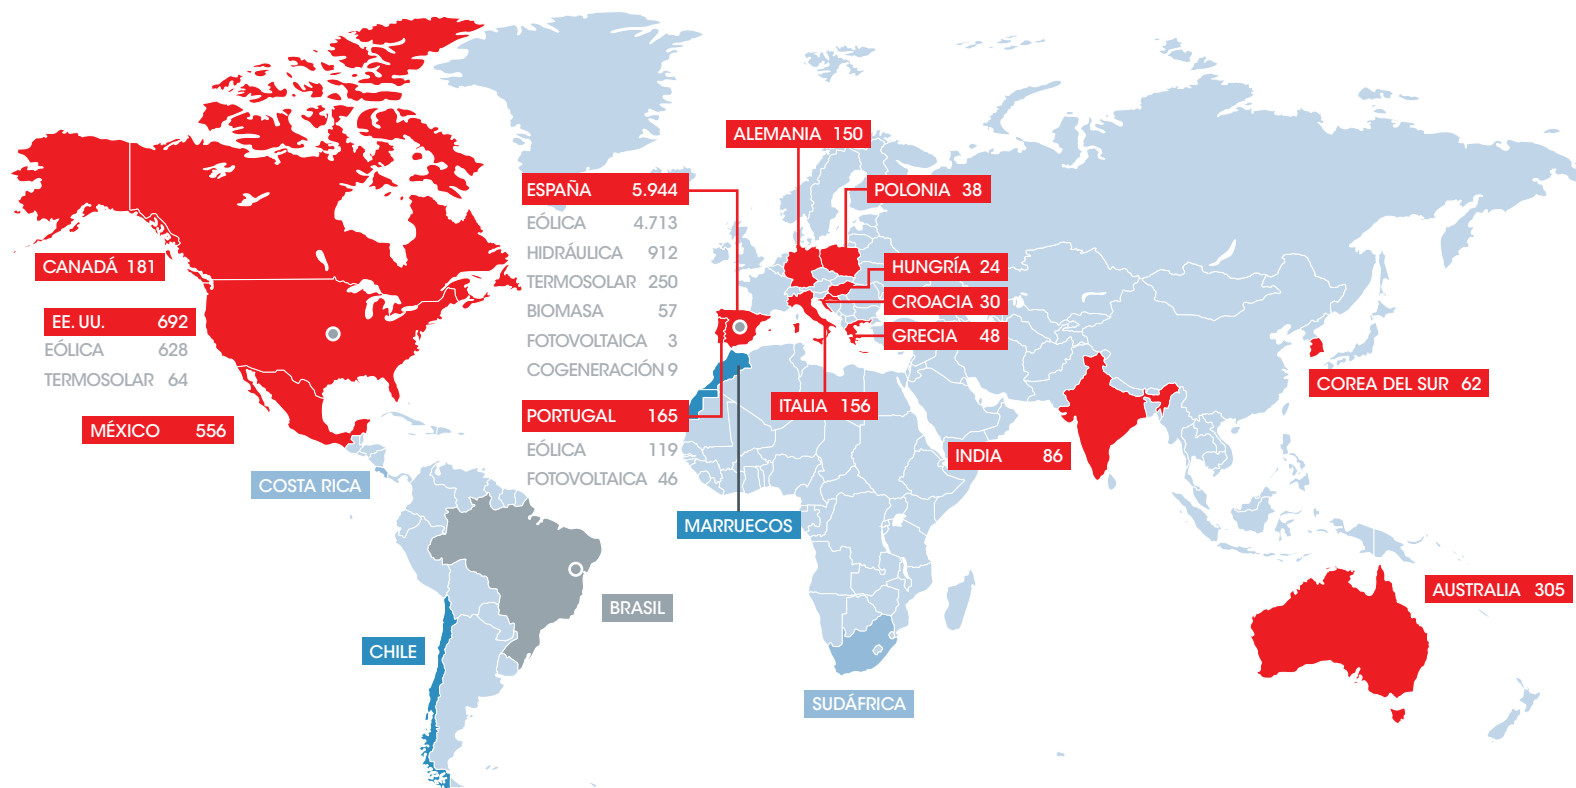 ALEMANIA 150
ESPAÑA 5.944
EÓLICA 4.713
HIDRÁULICA 912
TERMOSOLAR 250
BIOMASA 57
FOTOVOLTAICA 3
COGENERACIÓN 9
POLONIA 38
CANADÁ 181
HUNGRÍA 24
CROACIA 30
GRECIA 48
EE. UU. 692
EÓLICA 628
TERMOSOLAR 64
COREA DEL SUR 62
MÉXICO 556
PORTUGAL 165
EÓLICA 119
FOTOVOLTAICA 46
ITALIA 156
INDIA 86
COSTA RICA
MARRUECOS
AUSTRALIA 305
BRASIL
CHILE
SUDÁFRICA